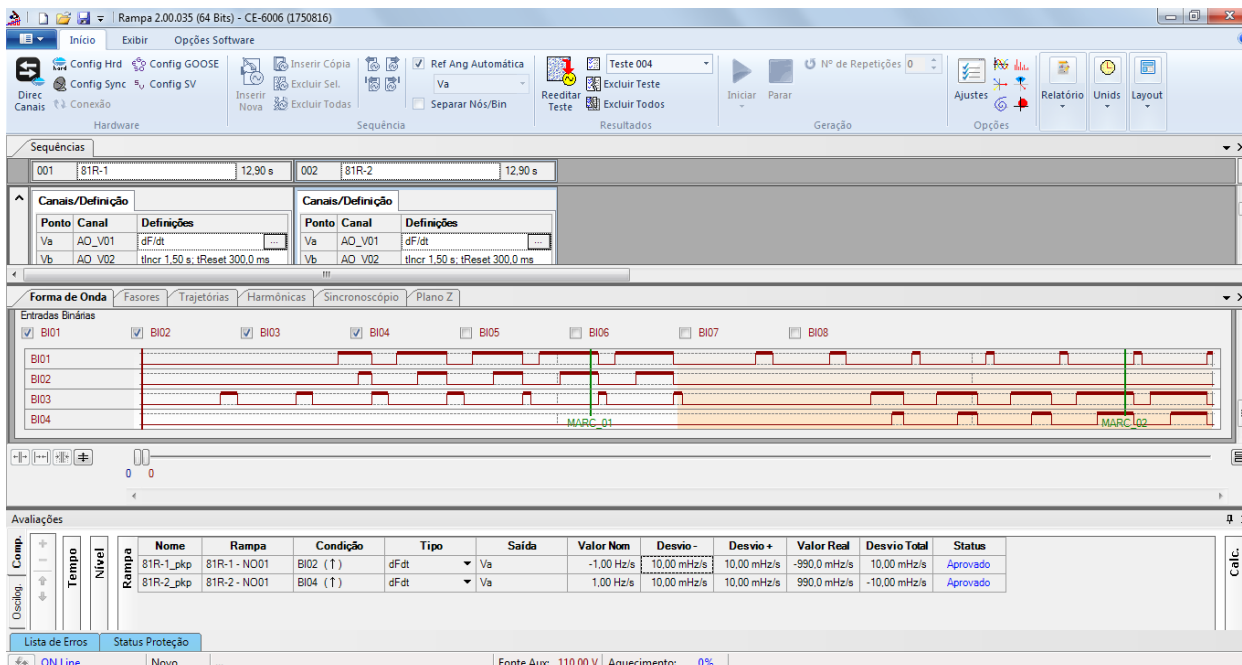 Rampa 2.00.035 (64 Bits) - CE-6006 (1750816)
Início Exibir Opções Software
Direc Canais
Config Hrd Config GOOSE
Config Sync Config SV
Conexão
Hardware
Inserir Nova
Inserir Cópia
Excluir Sel.
Excluir Todas
Ref Ang Automática
Va
Separar Nós/Bin
Sequência
Reeditar Teste
Teste 004
Excluir Teste
Excluir Todos
Resultados
Iniciar Parar
Nº de Repetições 0
Geração
Ajustes
Opções
Relatório Unids Layout
Sequências
001 81R-1 12,90 s 002 81R-2 12,90 s
Canais/Definição Canais/Definição
Ponto Canal Definições Ponto Canal Definições
Va AO_V01 dF/dt ... Va AO_V01 dF/dt ...
Vb AO_V02 tIncr 1,50 s; tReset 300,0 ms Vb AO_V02 tIncr 1,50 s; tReset 300,0 ms
Forma de Onda Fasores Trajetórias Harmônicas Sincronoscópio Plano Z
Entradas Binárias
BI01 BI02 BI03 BI04 BI05 BI06 BI07 BI08
BI01
BI02
BI03
BI04
MARC_01 MARC_02
0 0
Avaliações
Comp.
Oscilog.
Tempo
Nível
Rampa
Nome Rampa Condição Tipo Saída Valor Nom Desvio - Desvio + Valor Real Desvio Total Status
81R-1_pkp 81R-1 - NO01 BI02 (↑) dFdt Va -1,00 Hz/s 10,00 mHz/s 10,00 mHz/s -990,0 mHz/s 10,00 mHz/s Aprovado
81R-2_pkp 81R-2 - NO01 BI04 (↑) dFdt Va 1,00 Hz/s 10,00 mHz/s 10,00 mHz/s 990,0 mHz/s -10,00 mHz/s Aprovado
Calc.
Lista de Erros Status Proteção
ON Line Novo ... Fonte Aux: 110,00 V Aquecimento: 0%